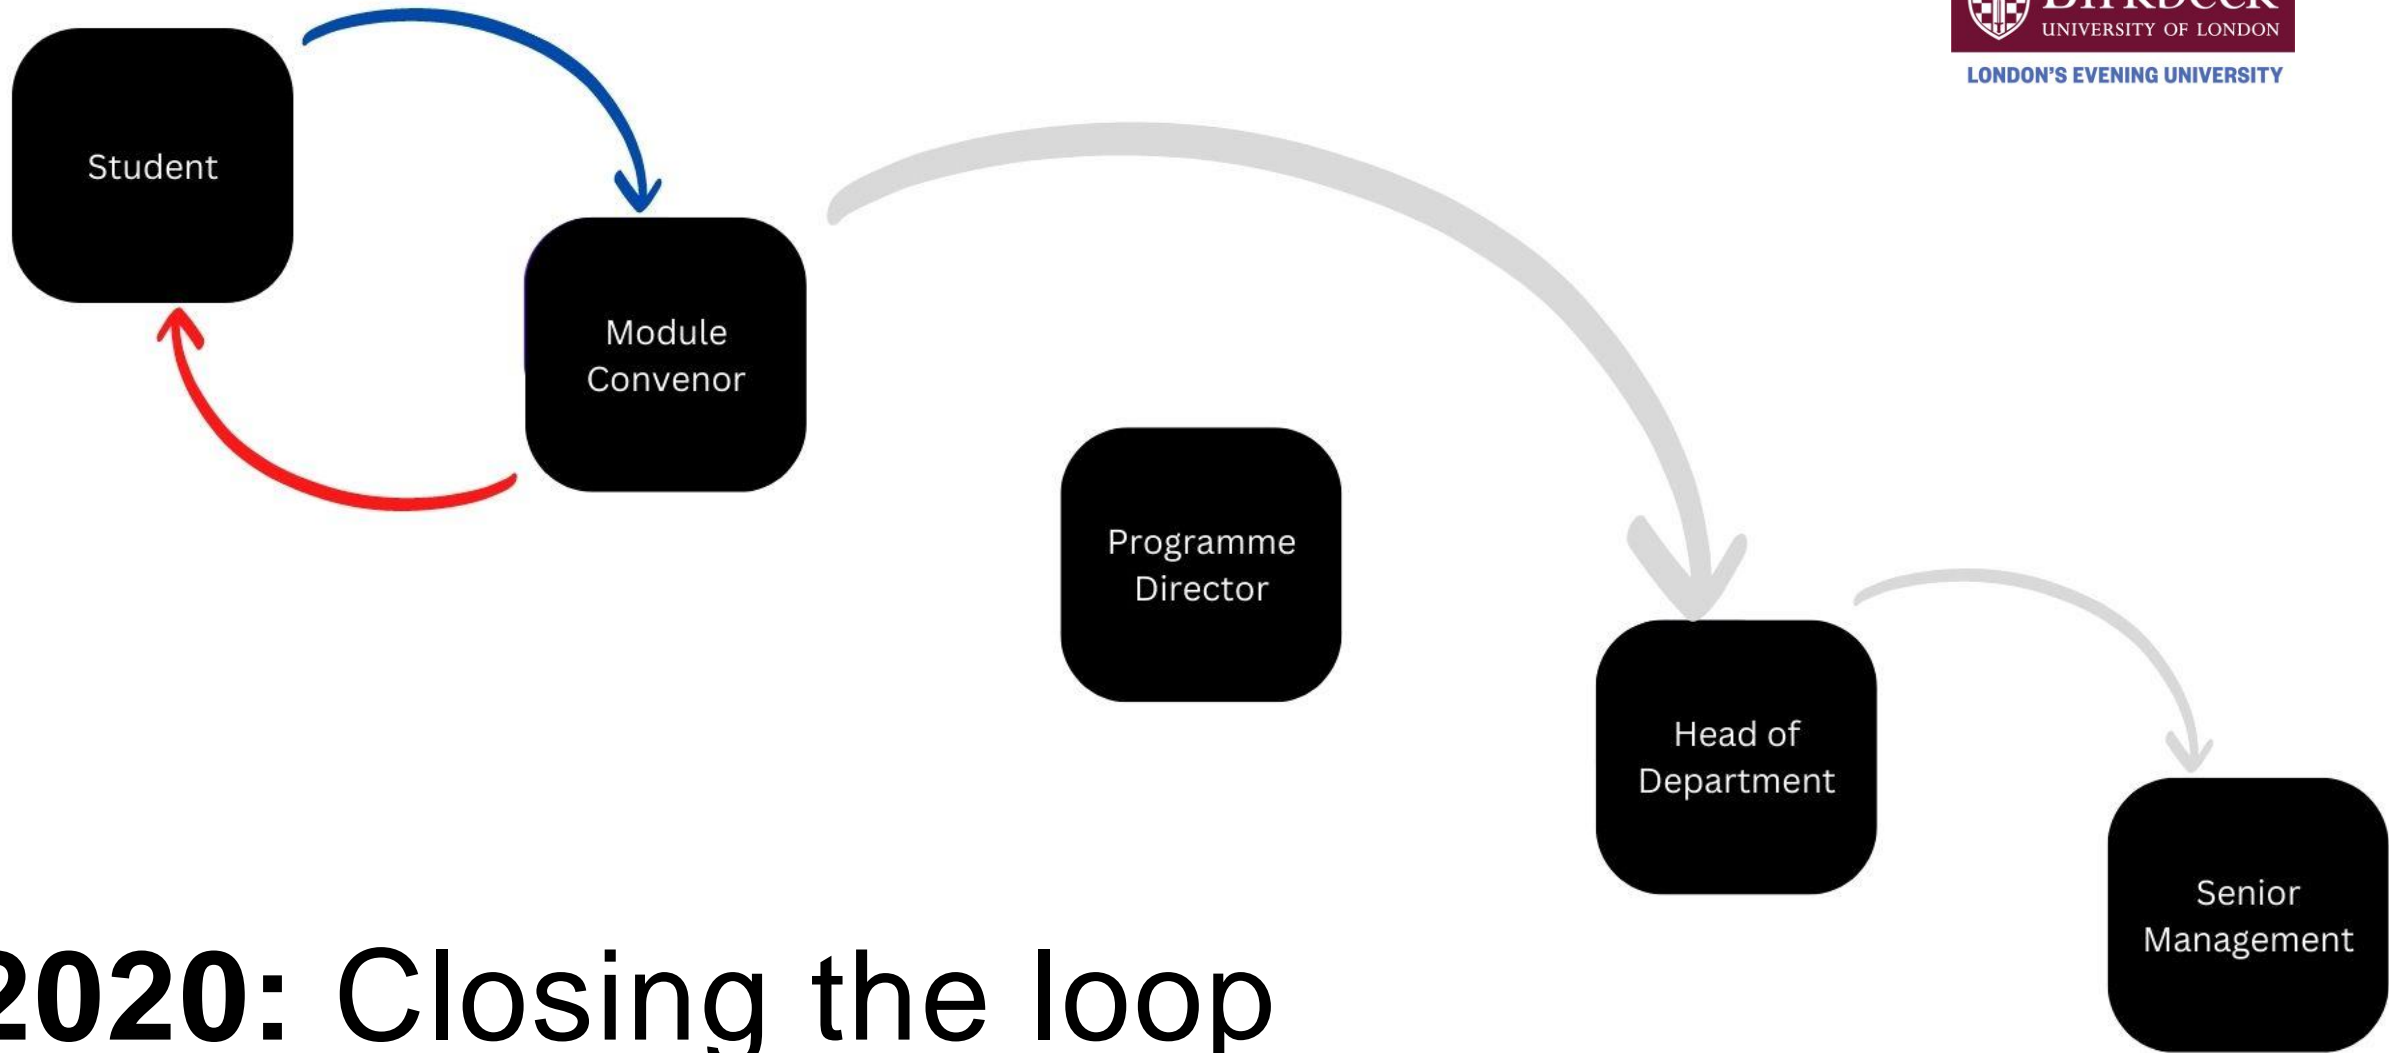 BIRKBECK
UNIVERSITY OF LONDON
LONDON'S EVENING UNIVERSITY
Student
Module
Convenor
Programme
Director
Head of
Department
Senior
Management
2020: Closing the loop